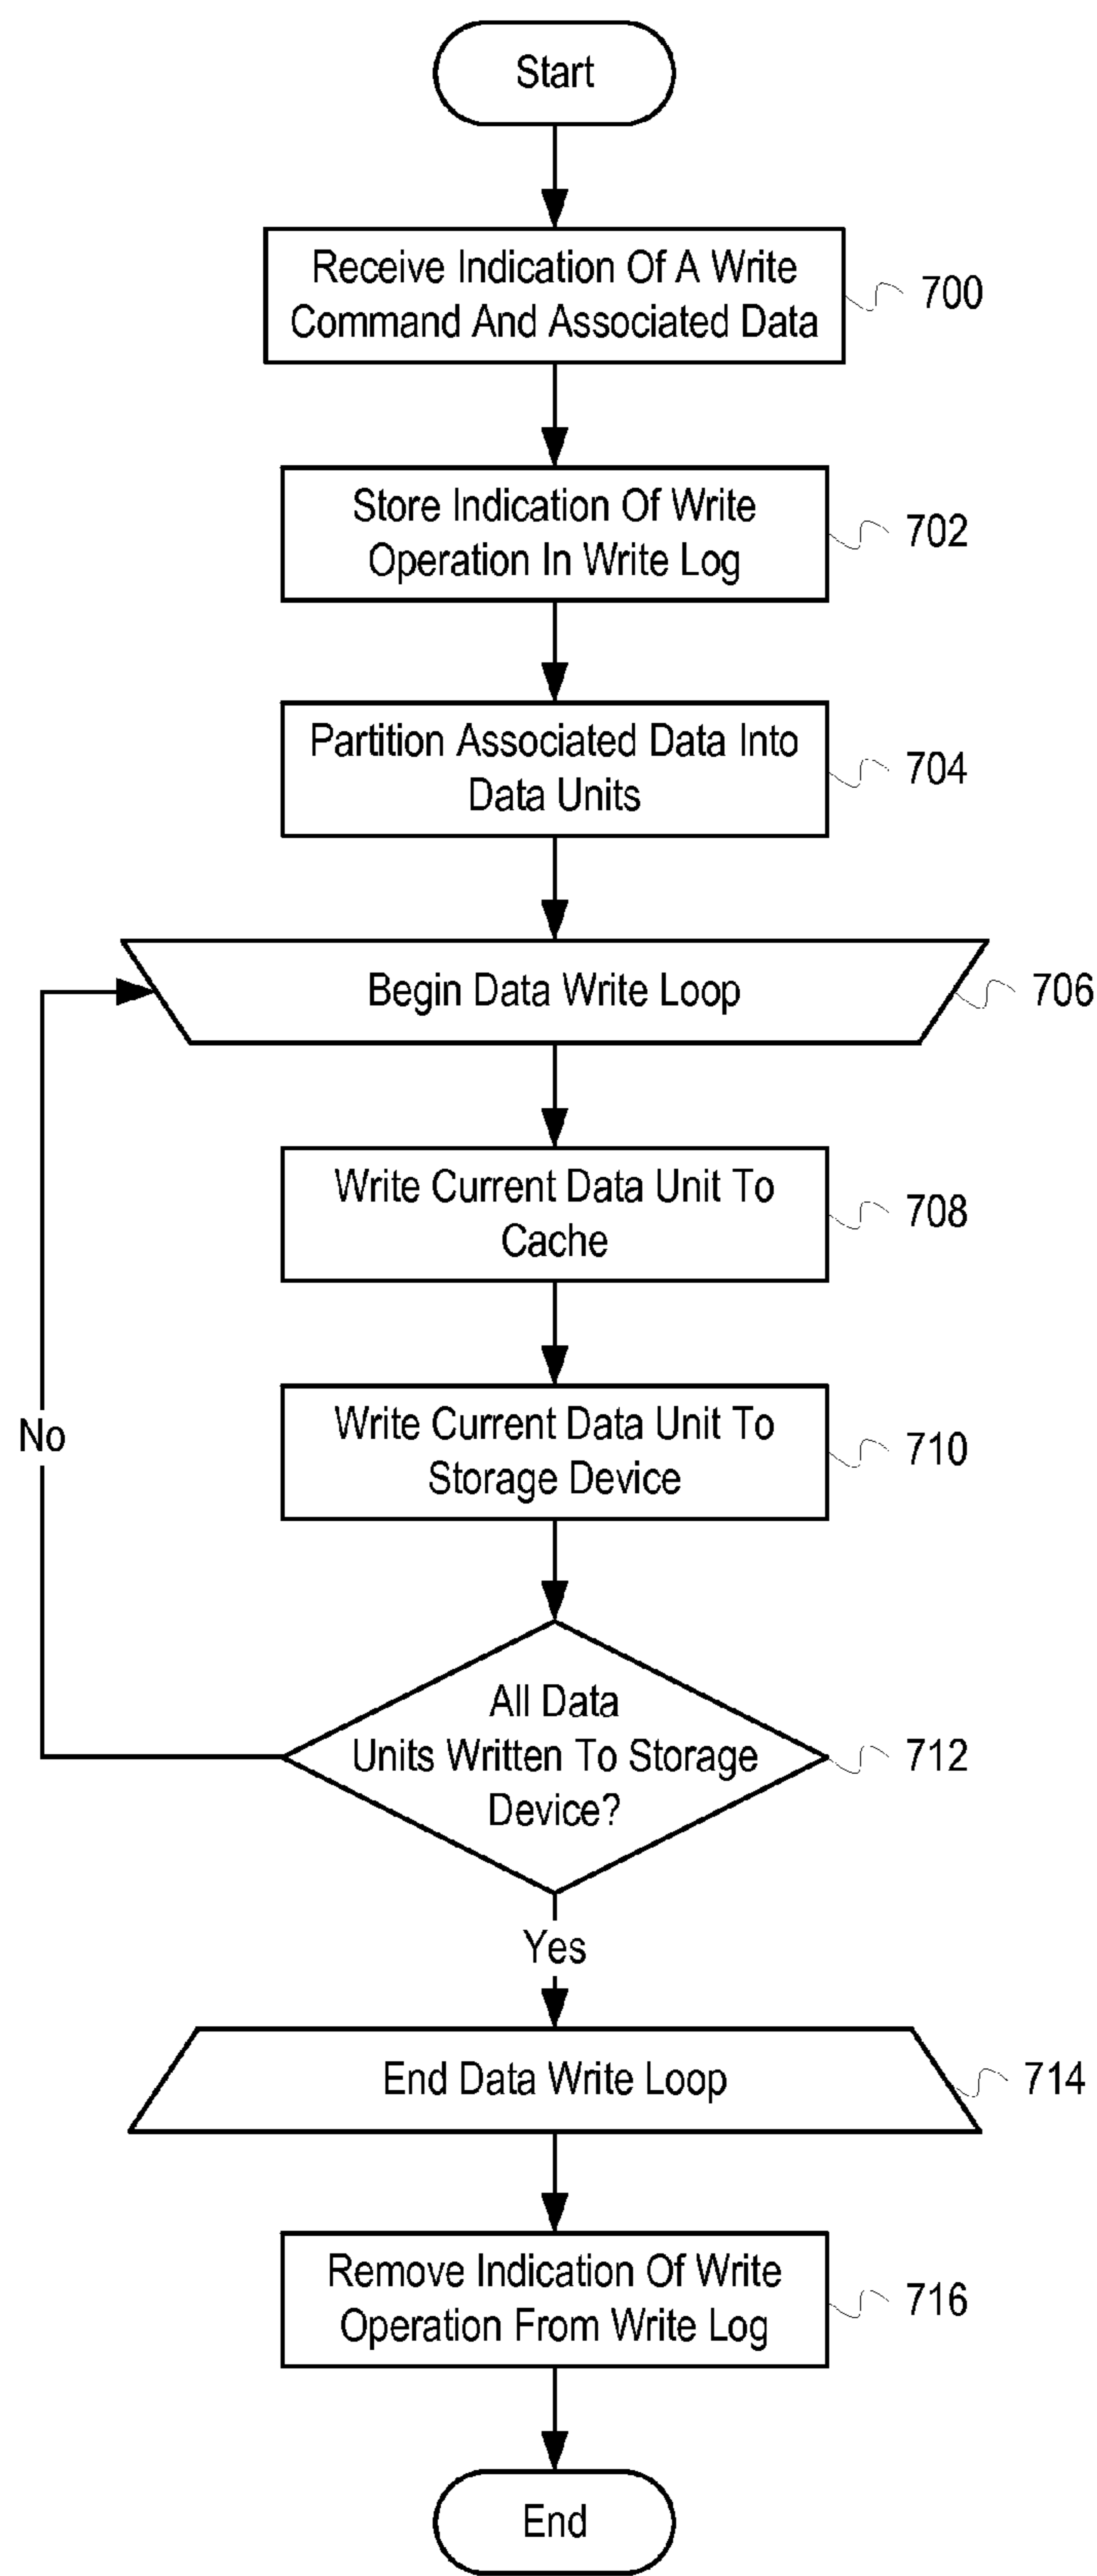 Start
Receive Indication Of A Write
Command And Associated Data
700
Store Indication Of Write
Operation In Write Log
702
Partition Associated Data Into
Data Units
704
Begin Data Write Loop
706
Write Current Data Unit To
Cache
708
Write Current Data Unit To
Storage Device
710
No
All Data
Units Written To Storage
Device?
712
Yes
End Data Write Loop
714
Remove Indication Of Write
Operation From Write Log
716
End